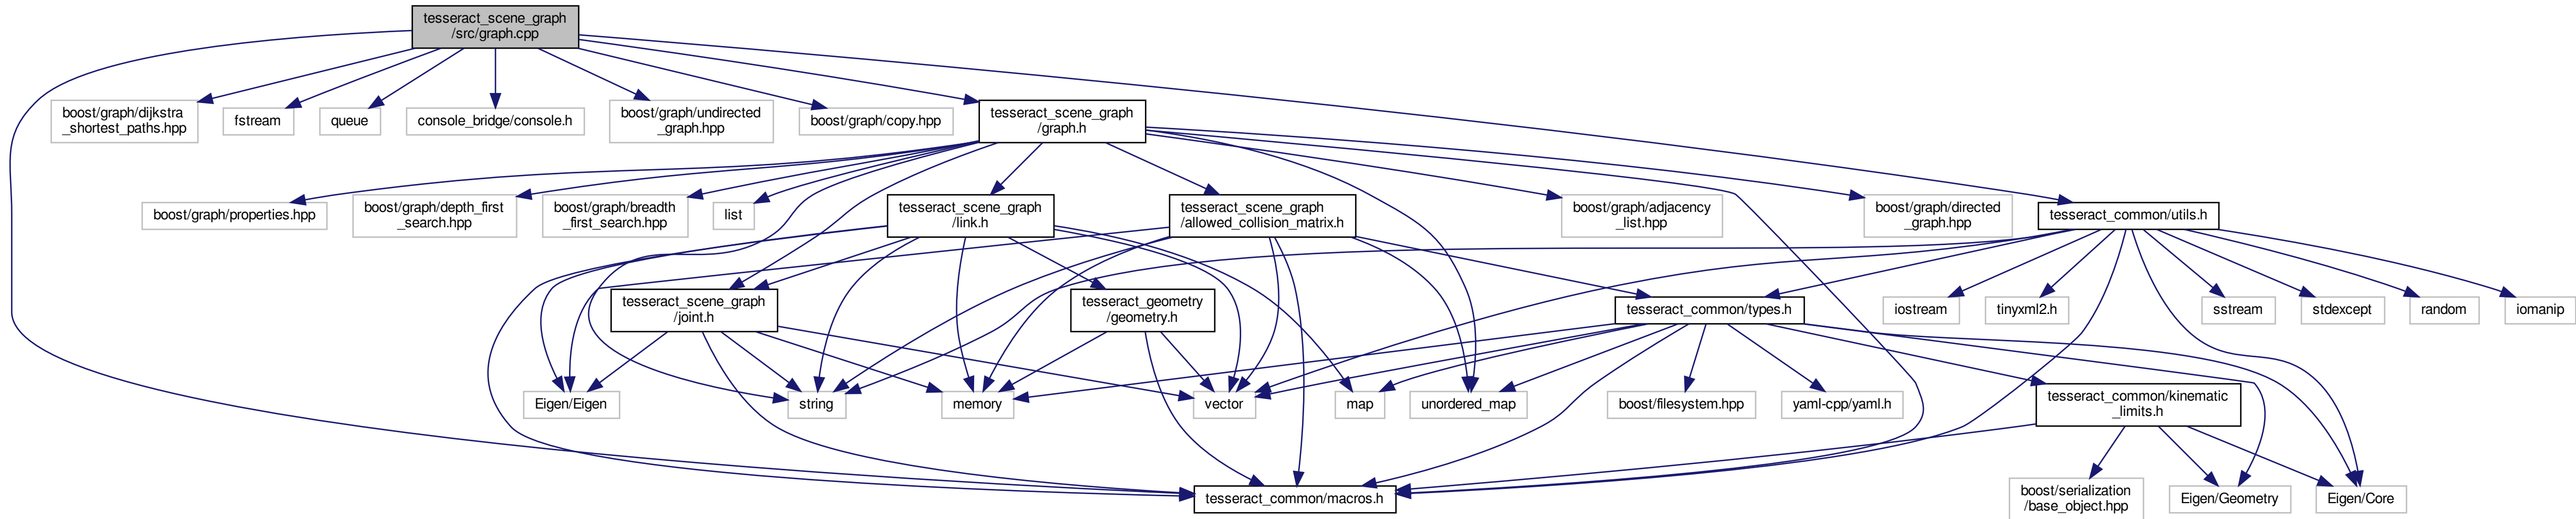 tesseract_scene_graph
/src/graph.cpp
boost/graph/dijkstra
_shortest_paths.hpp
fstream
queue
console_bridge/console.h
boost/graph/undirected
_graph.hpp
boost/graph/copy.hpp
tesseract_scene_graph
/graph.h
boost/graph/properties.hpp
boost/graph/depth_first
_search.hpp
boost/graph/breadth
_first_search.hpp
list
tesseract_scene_graph
/link.h
tesseract_scene_graph
/allowed_collision_matrix.h
boost/graph/adjacency
_list.hpp
boost/graph/directed
_graph.hpp
tesseract_common/utils.h
tesseract_scene_graph
/joint.h
tesseract_geometry
/geometry.h
tesseract_common/types.h
iostream
tinyxml2.h
sstream
stdexcept
random
iomanip
Eigen/Eigen
string
memory
vector
map
unordered_map
boost/filesystem.hpp
yaml-cpp/yaml.h
tesseract_common/kinematic
_limits.h
tesseract_common/macros.h
boost/serialization
/base_object.hpp
Eigen/Geometry
Eigen/Core